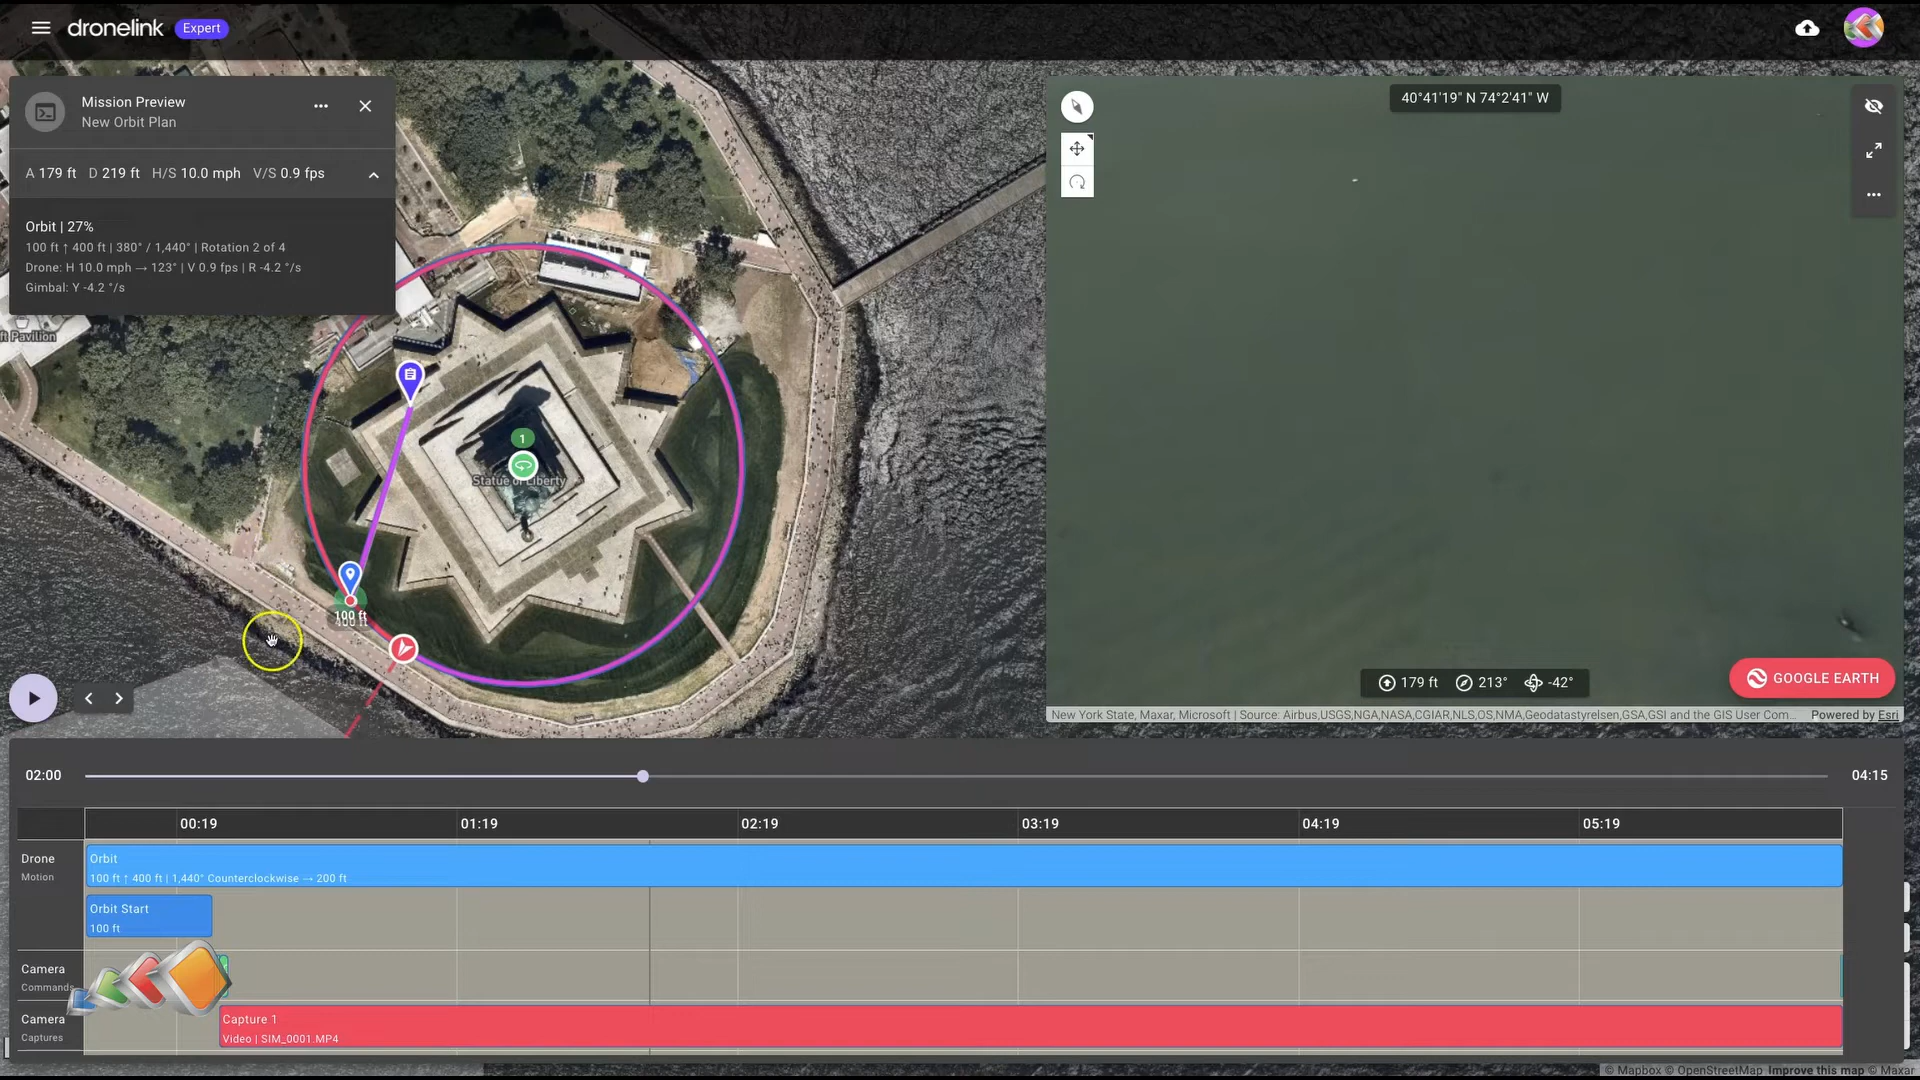 dronelink Expert
Mission Preview
New Orbit Plan
A 179 ft D 219 ft H/S 10.0 mph V/S 0.9 fps
Orbit | 27%
100 ft ↑ 400 ft | 380° / 1,440° | Rotation 2 of 4
Drone: H 10.0 mph → 123° | V 0.9 fps | R -4.2 °/s
Gimbal: Y -4.2 °/s
ft Pavilion
1
Statue of Liberty
100 ft
400 ft
40°41'19" N 74°2'41" W
179 ft 213° -42°
GOOGLE EARTH
New York State, Maxar, Microsoft | Source: Airbus,USGS,NGA,NASA,CGIAR,NLS,OS,NMA,Geodatastyrelsen,GSA,GSI and the GIS User Com... Powered by Esri
02:00 04:15
00:19 01:19 02:19 03:19 04:19 05:19
Drone
Motion
Orbit
100 ft ↑ 400 ft | 1,440° Counterclockwise → 200 ft
Orbit Start
100 ft
Camera
Commands
Camera
Captures
Capture 1
Video | SIM_0001.MP4
© Mapbox © OpenStreetMap Improve this map © Maxar